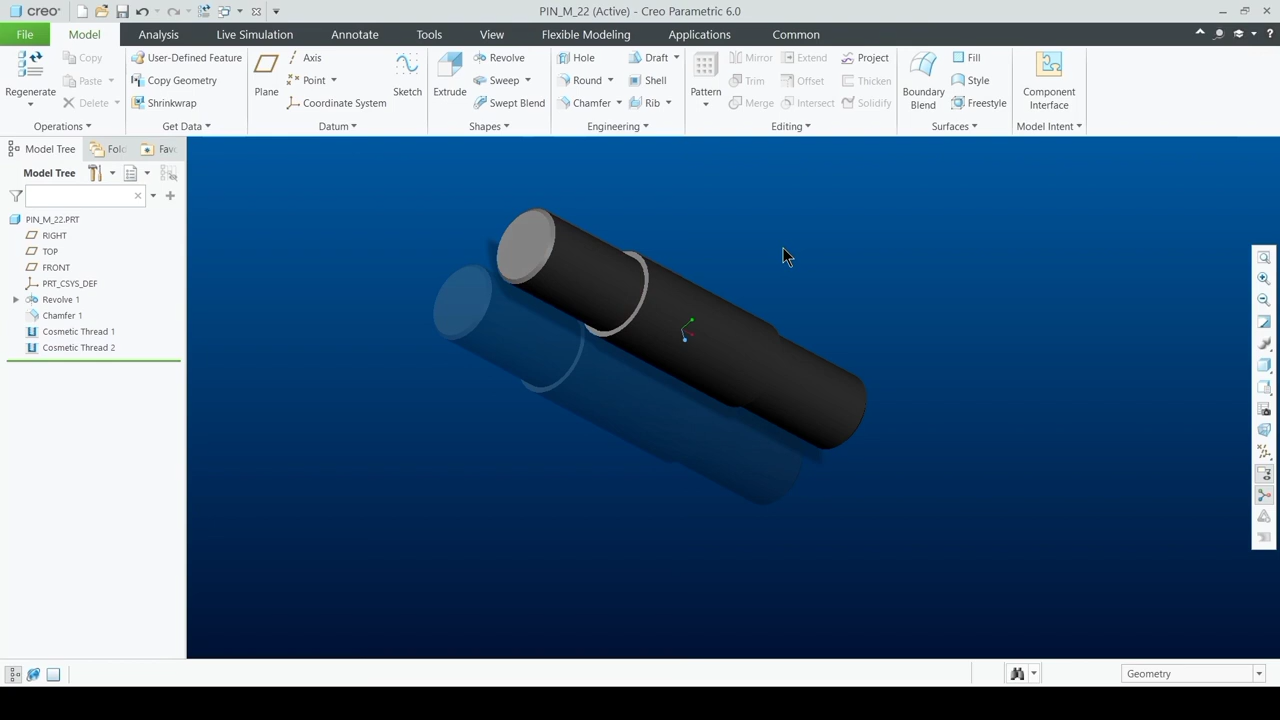 creo
PIN_M_22 (Active) - Creo Parametric 6.0
File Model Analysis Live Simulation Annotate Tools View Flexible Modeling Applications Common
Regenerate
Copy
Paste
Delete
Operations
User-Defined Feature
Copy Geometry
Shrinkwrap
Get Data
Plane
Axis
Point
Coordinate System
Sketch
Datum
Extrude
Revolve
Sweep
Swept Blend
Shapes
Hole
Round
Chamfer
Draft
Shell
Rib
Engineering
Pattern
Mirror
Trim
Merge
Extend
Offset
Intersect
Project
Thicken
Solidify
Editing
Boundary
Blend
Fill
Style
Freestyle
Surfaces
Component
Interface
Model Intent
Model Tree Fol Fav
Model Tree
PIN_M_22.PRT
RIGHT
TOP
FRONT
PRT_CSYS_DEF
Revolve 1
Chamfer 1
Cosmetic Thread 1
Cosmetic Thread 2
Geometry